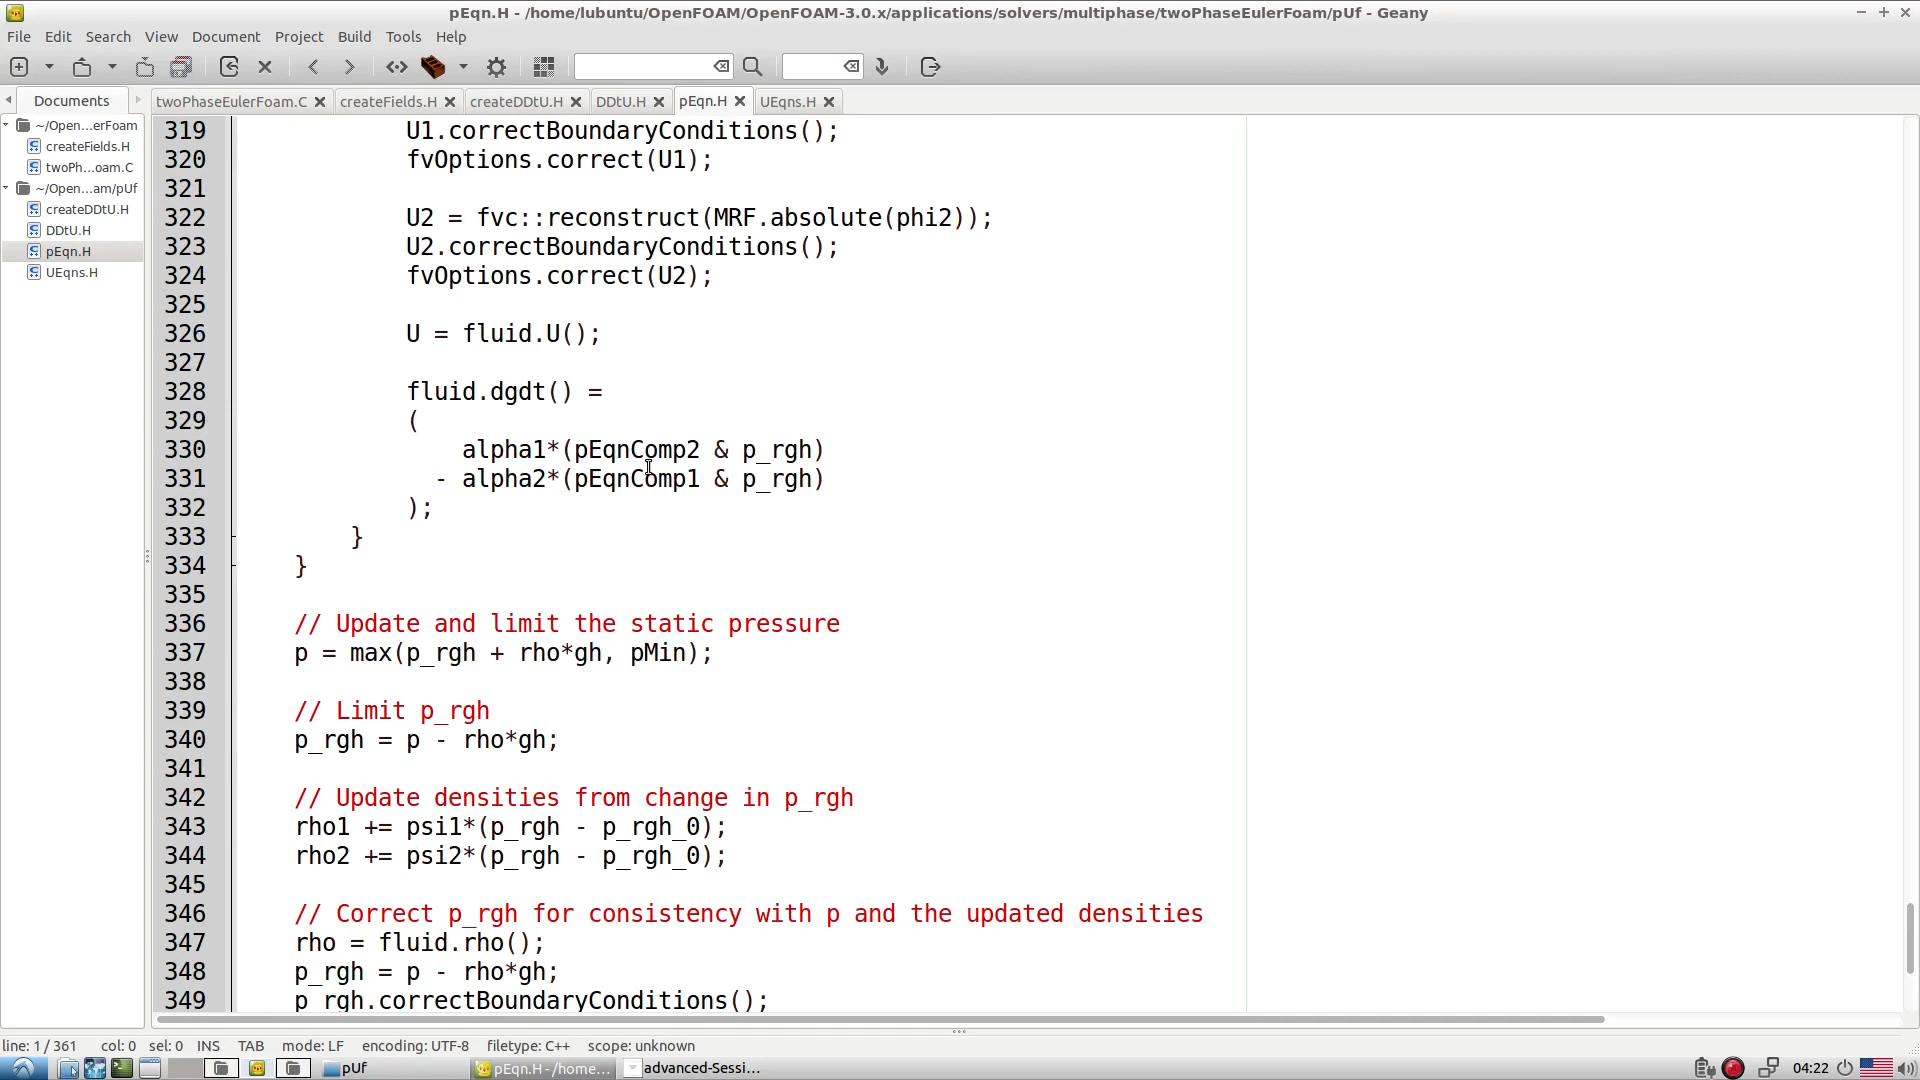 pEqn.H - /home/lubuntu/OpenFOAM/OpenFOAM-3.0.x/applications/solvers/multiphase/twoPhaseEulerFoam/pUf - Geany
File Edit Search View Document Project Build Tools Help
Documents
twoPhaseEulerFoam.C createFields.H createDDtU.H DDtU.H pEqn.H UEqns.H
~/Open...erFoam
createFields.H
twoPh...oam.C
~/Open...am/pUf
createDDtU.H
DDtU.H
pEqn.H
UEqns.H
319 U1.correctBoundaryConditions();
320 fvOptions.correct(U1);
321
322 U2 = fvc::reconstruct(MRF.absolute(phi2));
323 U2.correctBoundaryConditions();
324 fvOptions.correct(U2);
325
326 U = fluid.U();
327
328 fluid.dgdt() =
329 (
330 alpha1*(pEqnComp2 & p_rgh)
331 - alpha2*(pEqnComp1 & p_rgh)
332 );
333 }
334 }
335
336 // Update and limit the static pressure
337 p = max(p_rgh + rho*gh, pMin);
338
339 // Limit p_rgh
340 p_rgh = p - rho*gh;
341
342 // Update densities from change in p_rgh
343 rho1 += psi1*(p_rgh - p_rgh_0);
344 rho2 += psi2*(p_rgh - p_rgh_0);
345
346 // Correct p_rgh for consistency with p and the updated densities
347 rho = fluid.rho();
348 p_rgh = p - rho*gh;
349 p_rgh.correctBoundaryConditions();
line: 1 / 361 col: 0 sel: 0 INS TAB mode: LF encoding: UTF-8 filetype: C++ scope: unknown
pUf pEqn.H - /home... advanced-Sessi... 04:22